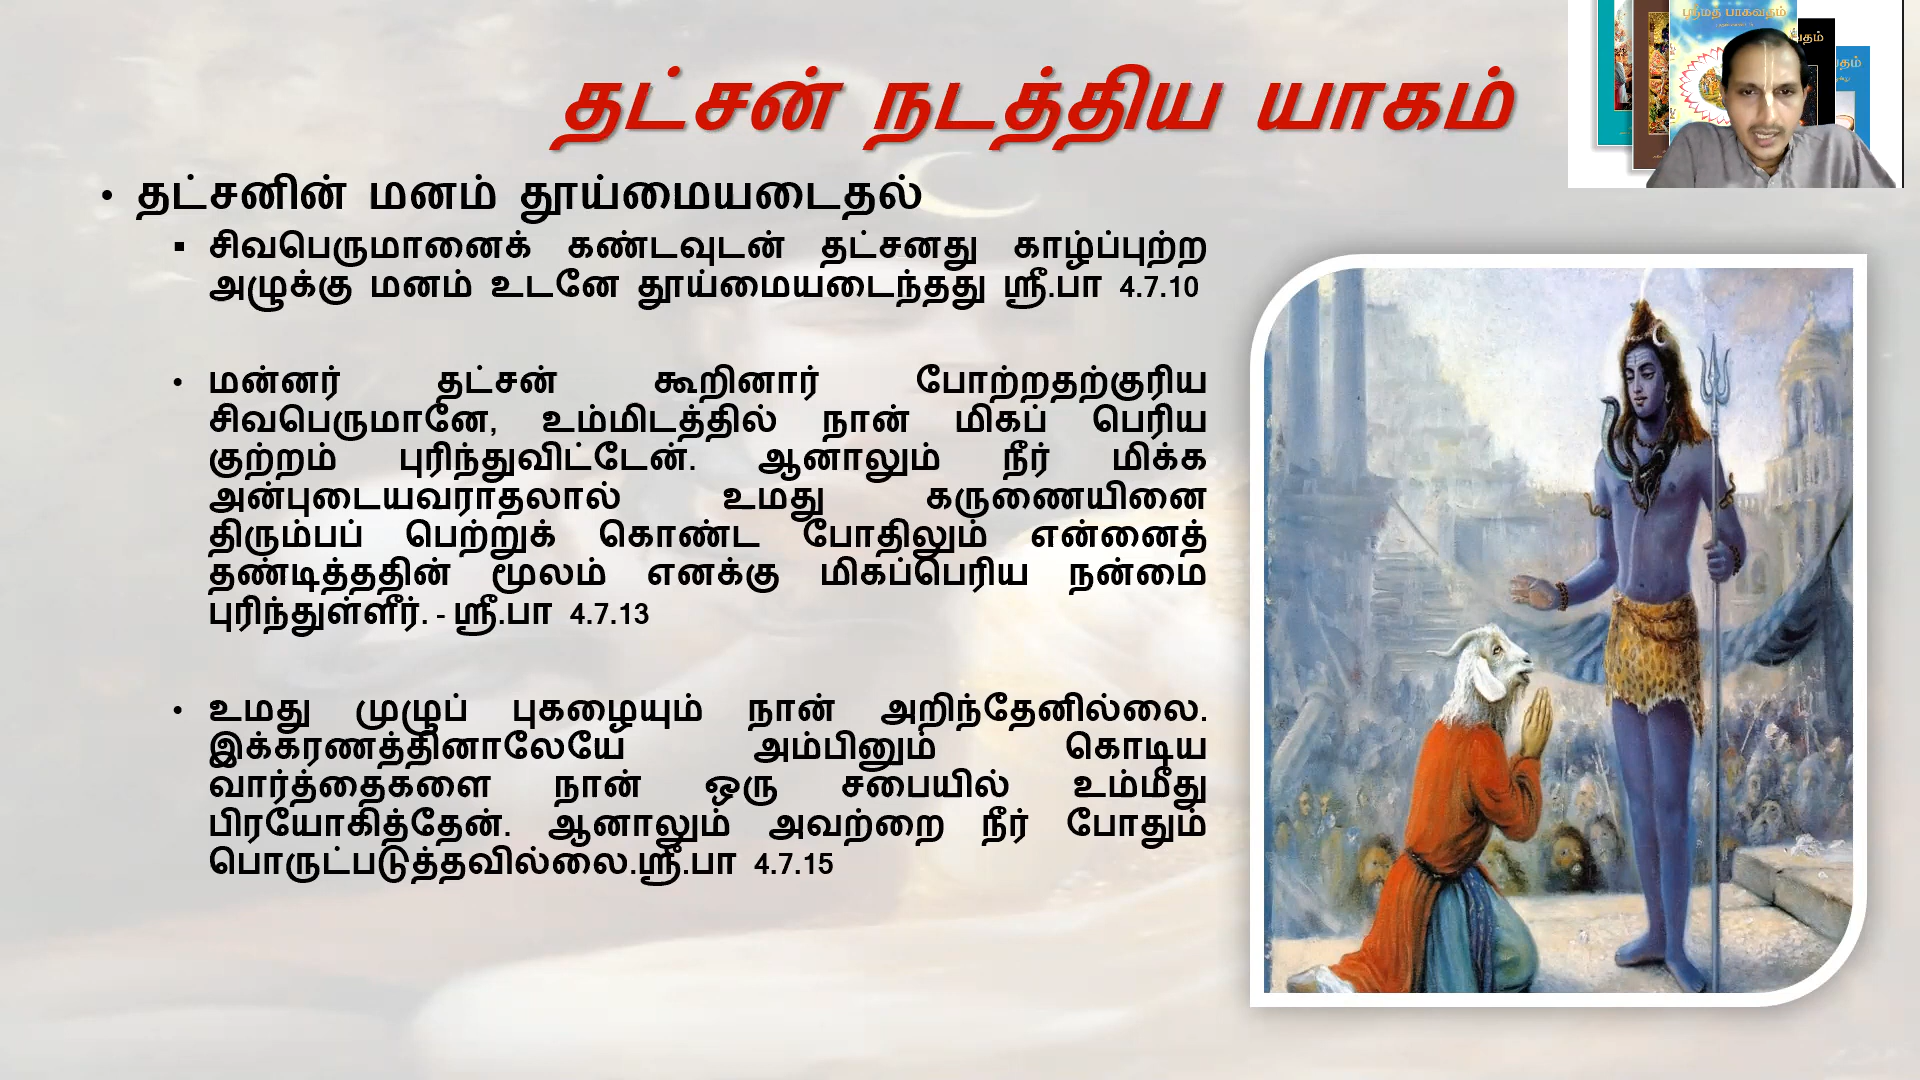 ஸ்ரீமத் பாகவதம்
தட்சன் நடத்திய யாகம்
• தட்சனின் மனம் தூய்மையடைதல்
▪ சிவபெருமானைக் கண்டவுடன் தட்சனது காழ்ப்புற்ற
அழுக்கு மனம் உடனே தூய்மையடைந்தது ஸ்ரீ.பா 4.7.10
• மன்னர் தட்சன் கூறினார் போற்றதற்குரிய
சிவபெருமானே, உம்மிடத்தில் நான் மிகப் பெரிய
குற்றம் புரிந்துவிட்டேன். ஆனாலும் நீர் மிக்க
அன்புடையவராதலால் உமது கருணையினை
திரும்பப் பெற்றுக் கொண்ட போதிலும் என்னைத்
தண்டித்ததின் மூலம் எனக்கு மிகப்பெரிய நன்மை
புரிந்துள்ளீர். - ஸ்ரீ.பா 4.7.13
• உமது முழுப் புகழையும் நான் அறிந்தேனில்லை.
இக்கரணத்தினாலேயே அம்பினும் கொடிய
வார்த்தைகளை நான் ஒரு சபையில் உம்மீது
பிரயோகித்தேன். ஆனாலும் அவற்றை நீர் போதும்
பொருட்படுத்தவில்லை.ஸ்ரீ.பா 4.7.15